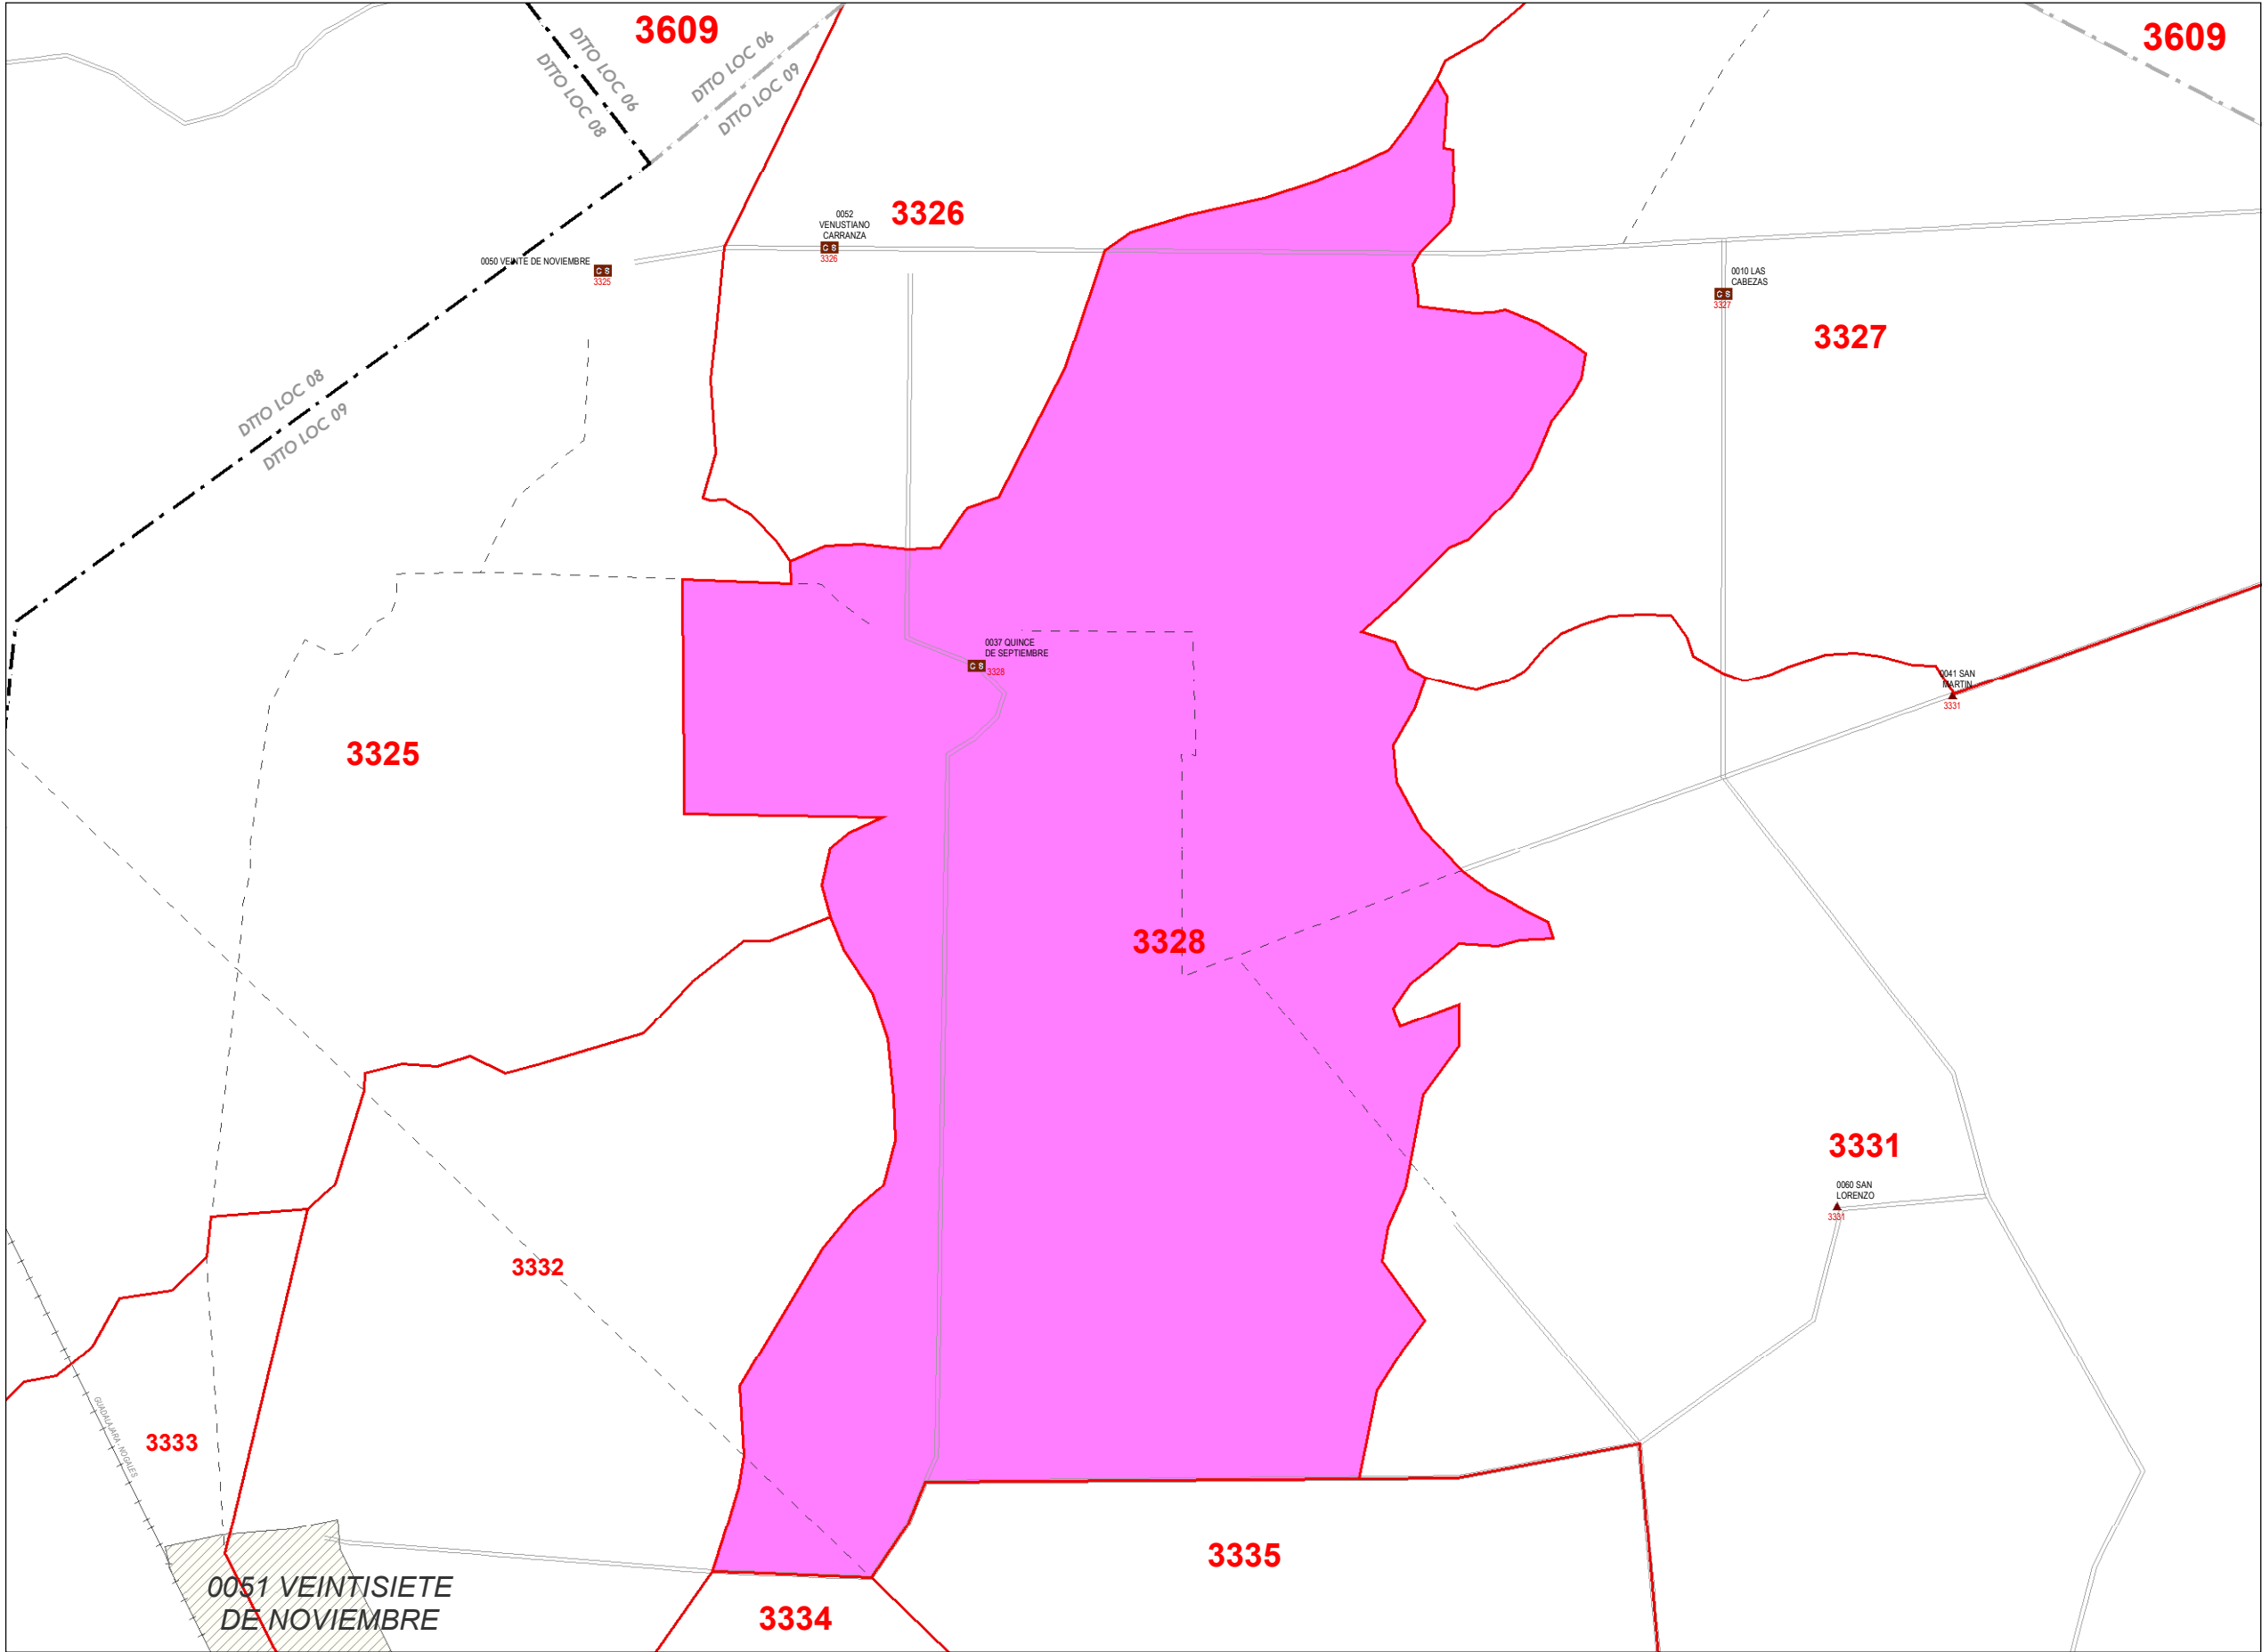 3609
3609
DTTO LOC 06
DTTO LOC 08
DTTO LOC 06
DTTO LOC 09
0052
VENUSTIANO
CARRANZA
3326
C S
3326
0050 VEINTE DE NOVIEMBRE
C S
3325
0010 LAS
CABEZAS
C S
3327
3327
DTTO LOC 08
DTTO LOC 09
0037 QUINCE
DE SEPTIEMBRE
C S
3328
0041 SAN
MARTIN
3331
3325
3328
3331
0060 SAN
LORENZO
3331
3332
GUADALAJARA - NOGALES
3333
3335
0051 VEINTISIETE
DE NOVIEMBRE
3334